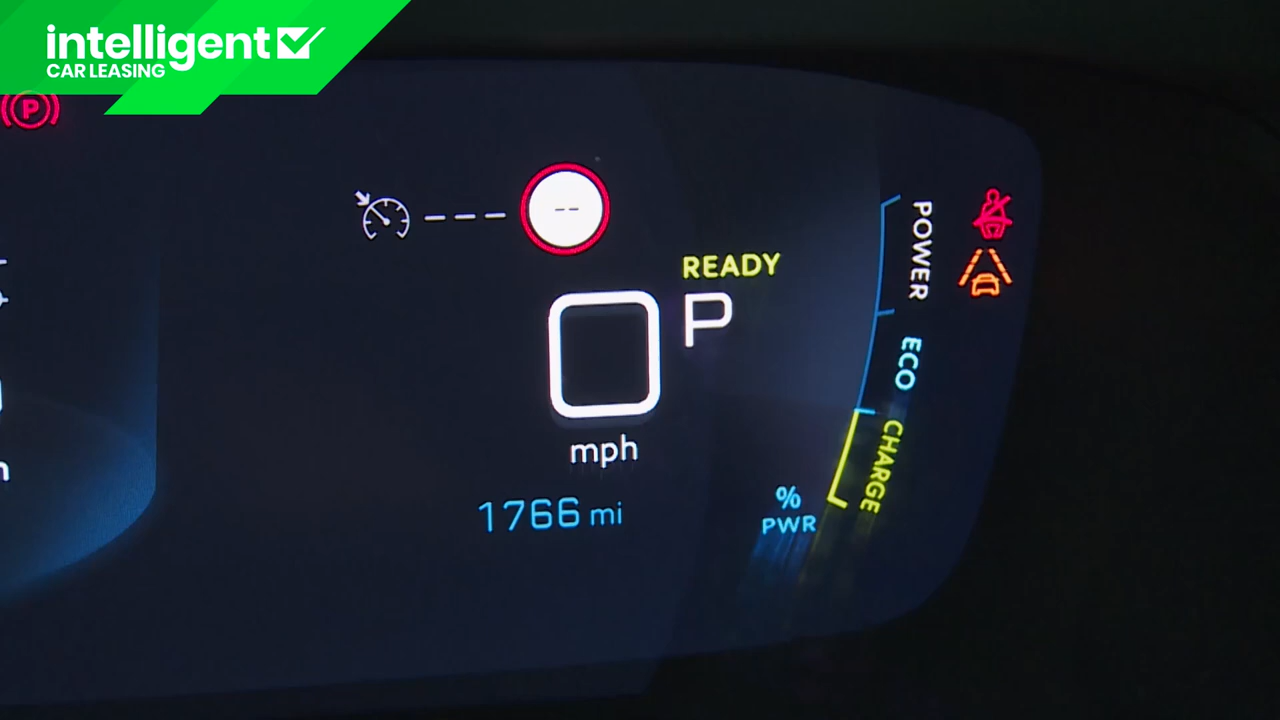 intelligent
CAR LEASING
P
--- --
READY
0 P
mph
1766 mi
POWER
ECO
CHARGE
%
PWR